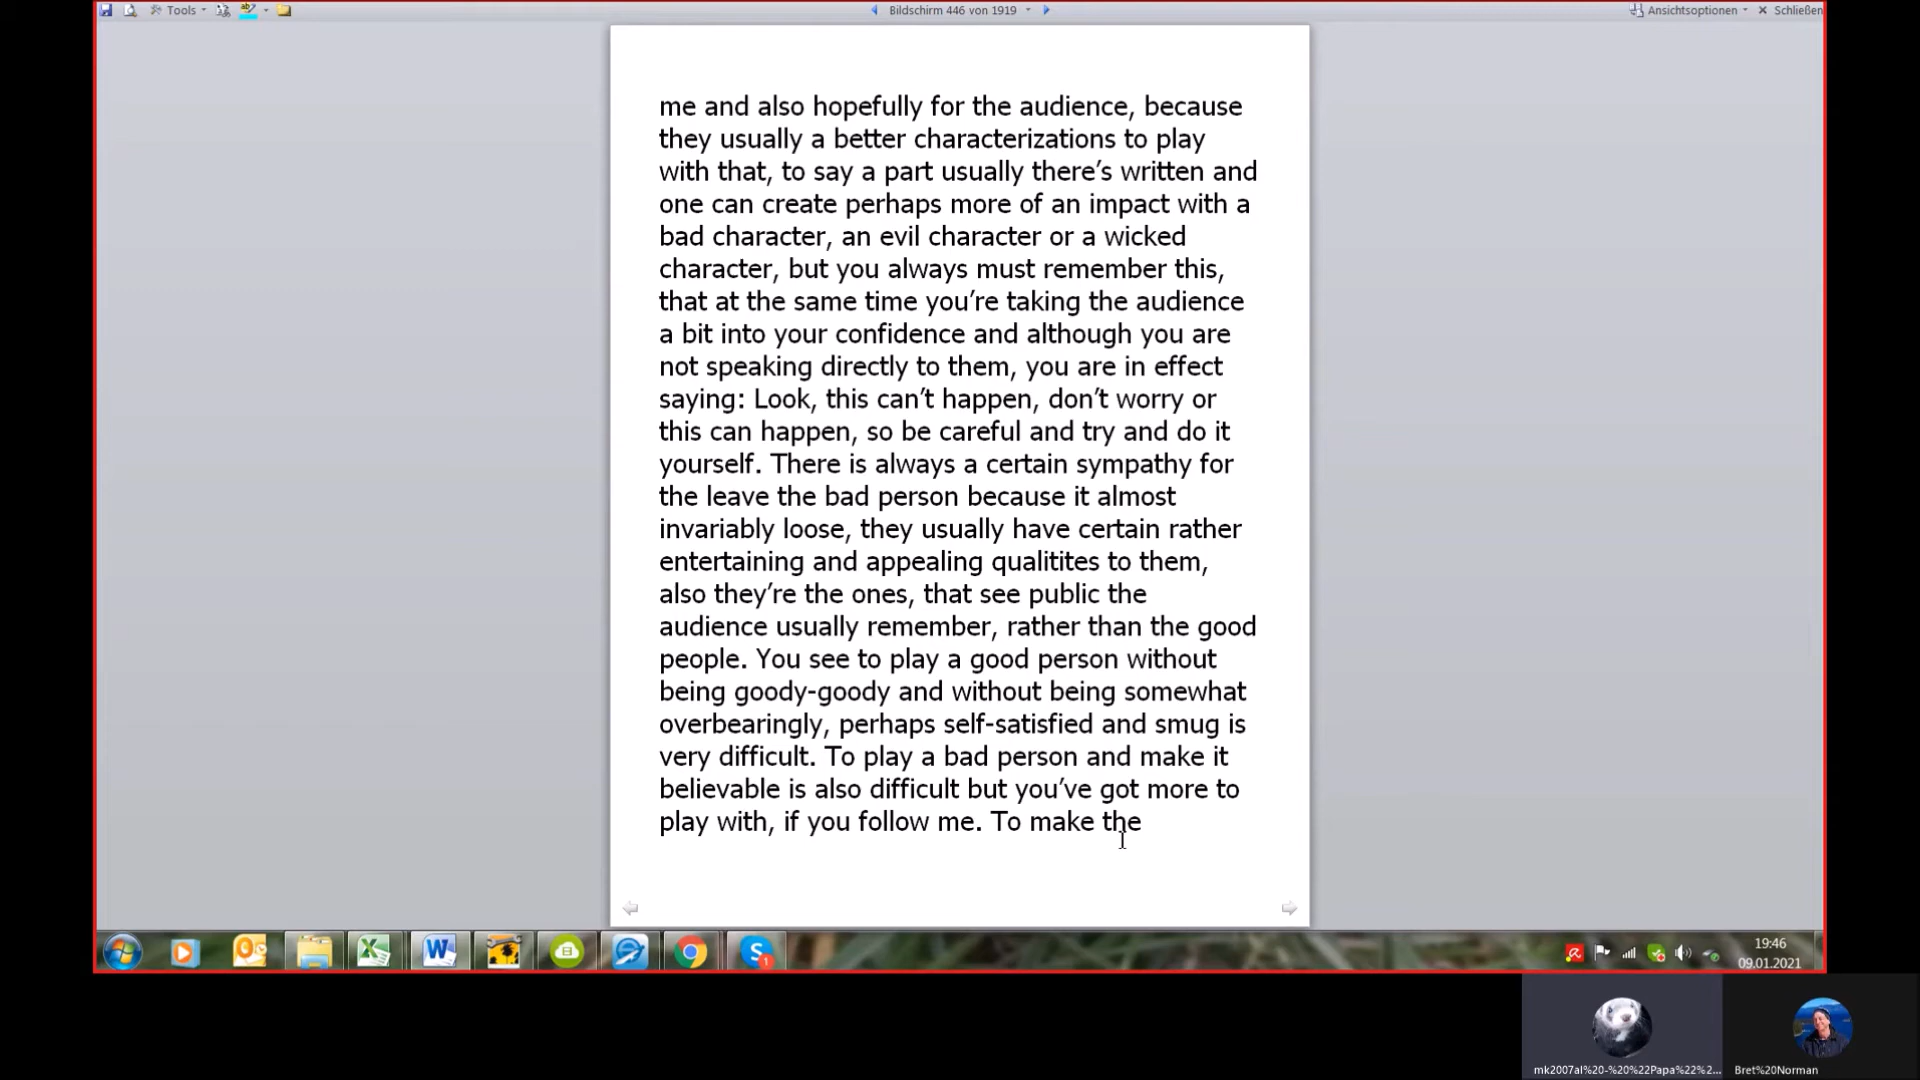 Tools
Bildschirm 446 von 1919
Ansichtsoptionen
Schließen
me and also hopefully for the audience, because
they usually a better characterizations to play
with that, to say a part usually there’s written and
one can create perhaps more of an impact with a
bad character, an evil character or a wicked
character, but you always must remember this,
that at the same time you’re taking the audience
a bit into your confidence and although you are
not speaking directly to them, you are in effect
saying: Look, this can’t happen, don’t worry or
this can happen, so be careful and try and do it
yourself. There is always a certain sympathy for
the leave the bad person because it almost
invariably loose, they usually have certain rather
entertaining and appealing qualitites to them,
also they’re the ones, that see public the
audience usually remember, rather than the good
people. You see to play a good person without
being goody-goody and without being somewhat
overbearingly, perhaps self-satisfied and smug is
very difficult. To play a bad person and make it
believable is also difficult but you’ve got more to
play with, if you follow me. To make the
19:46
09.01.2021
mk2007al%20-%20%22Papa%22%2...
Bret%20Norman